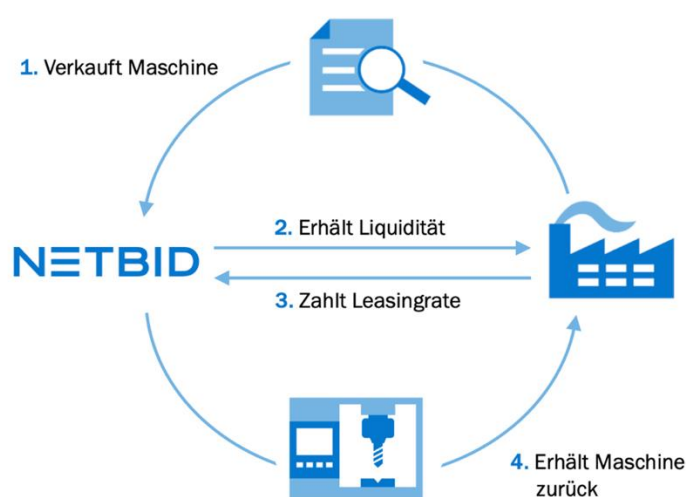 1. Verkauft Maschine
2. Erhält Liquidität
NETBID
3. Zahlt Leasingrate
4. Erhält Maschine
zurück